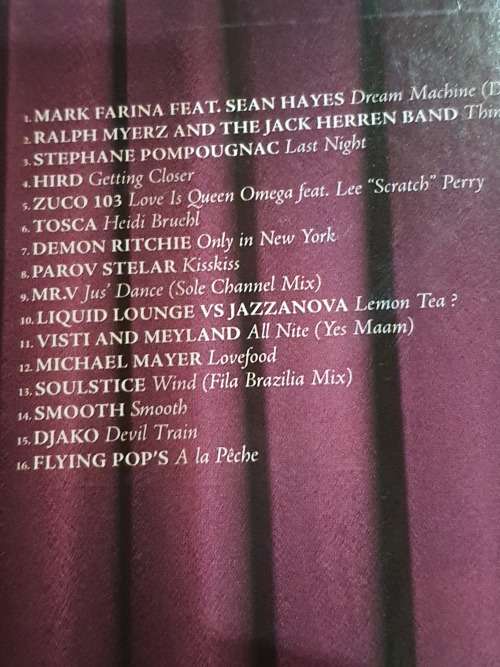 1. MARK FARINA FEAT. SEAN HAYES Dream Machine (D
2. RALPH MYERZ AND THE JACK HERREN BAND Thin
3. STEPHANE POMPOUGNAC Last Night
4. HIRD Getting Closer
5. ZUCO 103 Love Is Queen Omega feat. Lee “Scratch” Perry
6. TOSCA Heidi Bruehl
7. DEMON RITCHIE Only in New York
8. PAROV STELAR Kisskiss
9. MR.V Jus’ Dance (Sole Channel Mix)
10. LIQUID LOUNGE VS JAZZANOVA Lemon Tea ?
11. VISTI AND MEYLAND All Nite (Yes Maam)
12. MICHAEL MAYER Lovefood
13. SOULSTICE Wind (Fila Brazilia Mix)
14. SMOOTH Smooth
15. DJAKO Devil Train
16. FLYING POP’S A la Pêche